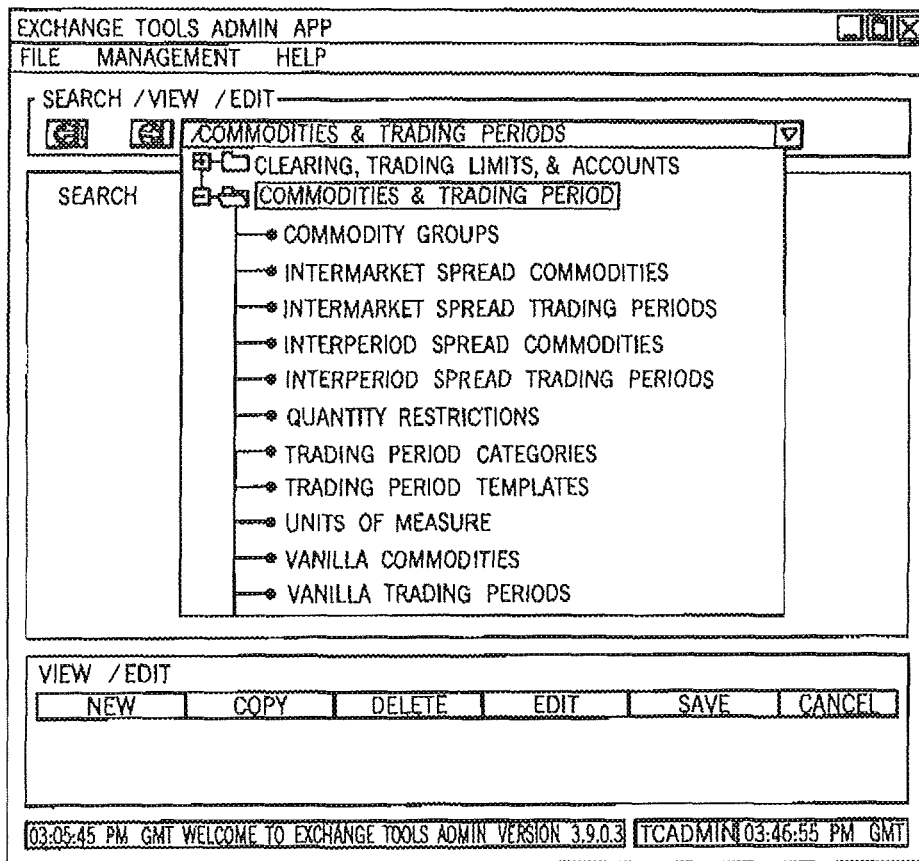 EXCHANGE TOOLS ADMIN APP
FILE MANAGEMENT HELP
SEARCH / VIEW / EDIT
/COMMODITIES & TRADING PERIODS
CLEARING, TRADING LIMITS, & ACCOUNTS
SEARCH
COMMODITIES & TRADING PERIOD
COMMODITY GROUPS
INTERMARKET SPREAD COMMODITIES
INTERMARKET SPREAD TRADING PERIODS
INTERPERIOD SPREAD COMMODITIES
INTERPERIOD SPREAD TRADING PERIODS
QUANTITY RESTRICTIONS
TRADING PERIOD CATEGORIES
TRADING PERIOD TEMPLATES
UNITS OF MEASURE
VANILLA COMMODITIES
VANILLA TRADING PERIODS
VIEW / EDIT
NEW COPY DELETE EDIT SAVE CANCEL
03:05:45 PM GMT WELCOME TO EXCHANGE TOOLS ADMIN VERSION 3.9.0.3 TCADMIN 03:46:55 PM GMT